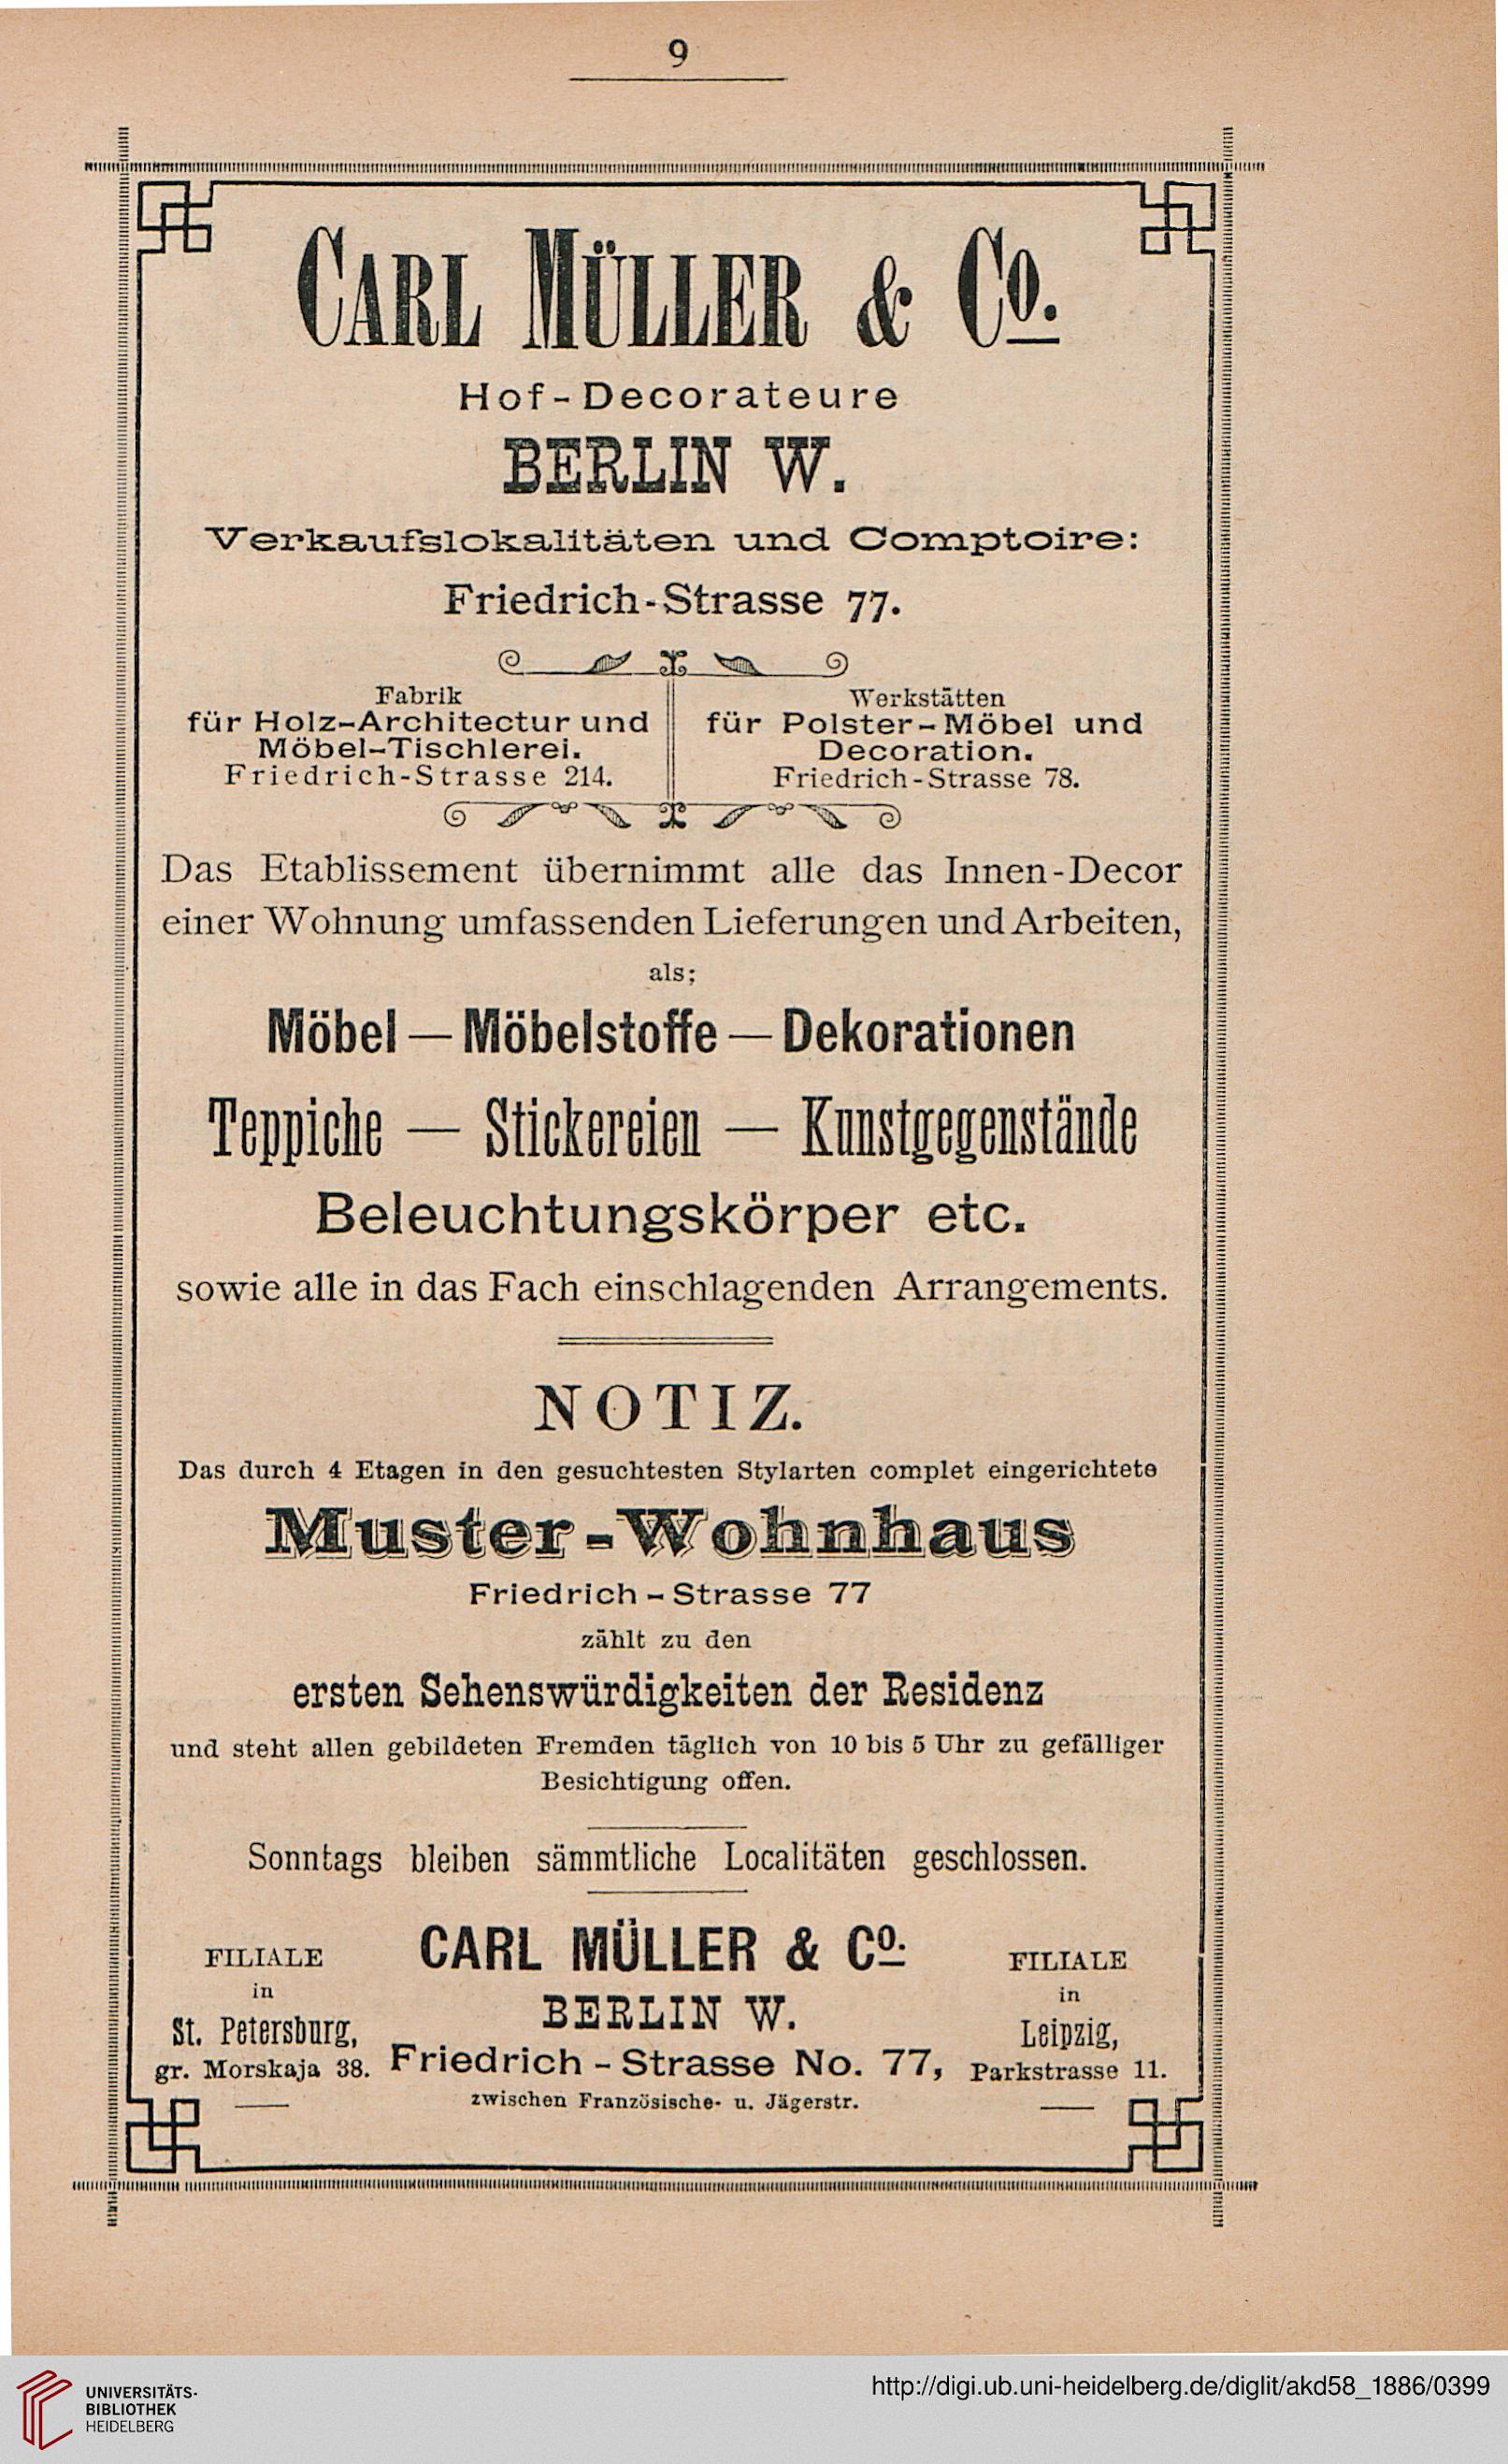 9
CARL MÜLLER & Co.
Hof-Decorateure
BERLIN W.
Verkaufslokalitäten und Comptoire:
Friedrich-Strasse 77.
Fabrik
für Holz-Architectur und
Möbel-Tischlerei.
Friedrich-Strasse 214.
Werkstätten
für Polster-Möbel und
Decoration.
Friedrich-Strasse 78.
Das Etablissement übernimmt alle das Innen-Decor
einer Wohnung umfassenden Lieferungen und Arbeiten,
als;
Möbel — Möbelstoffe — Dekorationen
Teppiche — Stickereien — Kunstgegenstände
Beleuchtungskörper etc.
sowie alle in das Fach einschlagenden Arrangements.
NOTIZ.
Das durch 4 Etagen in den gesuchtesten Stylarten complet eingerichtete
Muster-Wohnhaus
Friedrich-Strasse 77
zählt zu den
ersten Sehenswürdigkeiten der Residenz
und steht allen gebildeten Fremden täglich von 10 bis 5 Uhr zu gefälliger
Besichtigung offen.
Sonntags bleiben sämmtliche Localitäten geschlossen.
FILIALE
in
St. Petersburg,
gr. Morskaja 38.
CARL MÜLLER & Co.
BERLIN W.
Friedrich-Strasse No. 77,
zwischen Französische- u. Jägerstr.
FILIALE
in
Leipzig,
Parkstrasse 11.
UNIVERSITÄTS-
BIBLIOTHEK
HEIDELBERG
http://digi.ub.uni-heidelberg.de/diglit/akd58_1886/0399